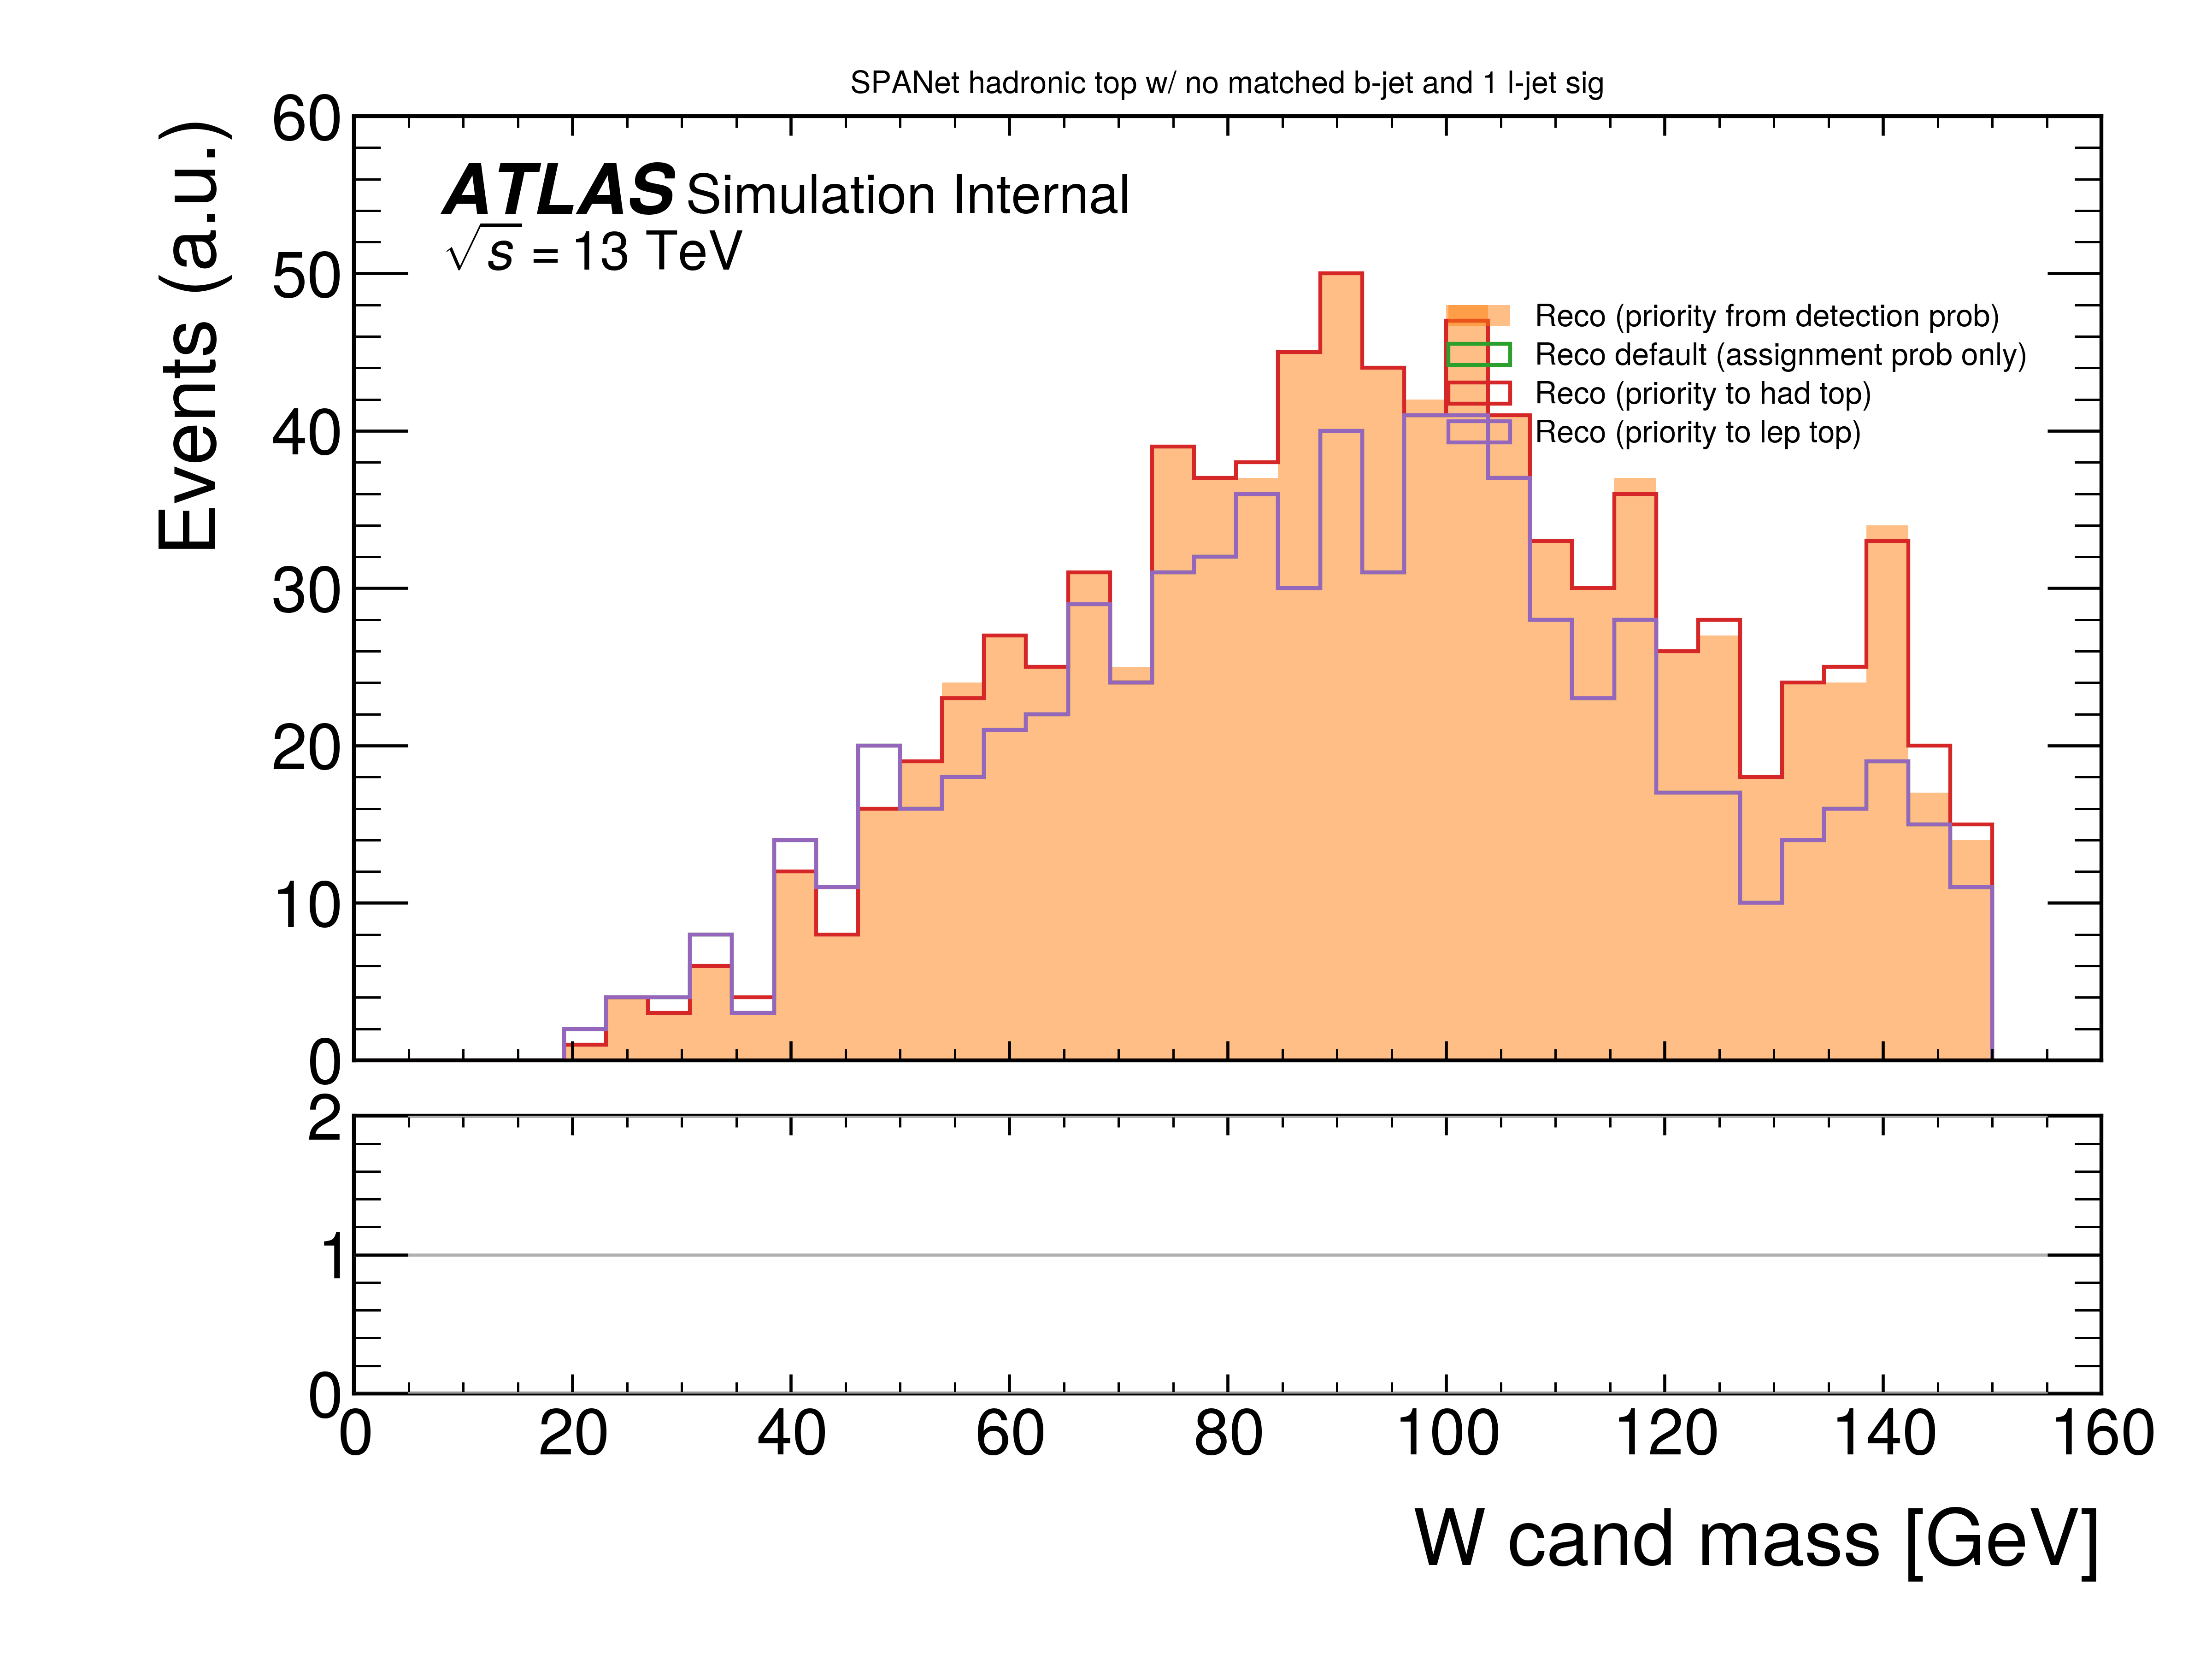 SPANet hadronic top w/ no matched b-jet and 1 l-jet sig
60
ATLAS Simulation Internal
√s = 13 TeV
Events (a.u.)
50
Reco (priority from detection prob)
Reco default (assignment prob only)
Reco (priority to had top)
Reco (priority to lep top)
40
30
20
10
0
2
1
0
0 20 40 60 80 100 120 140 160
W cand mass [GeV]